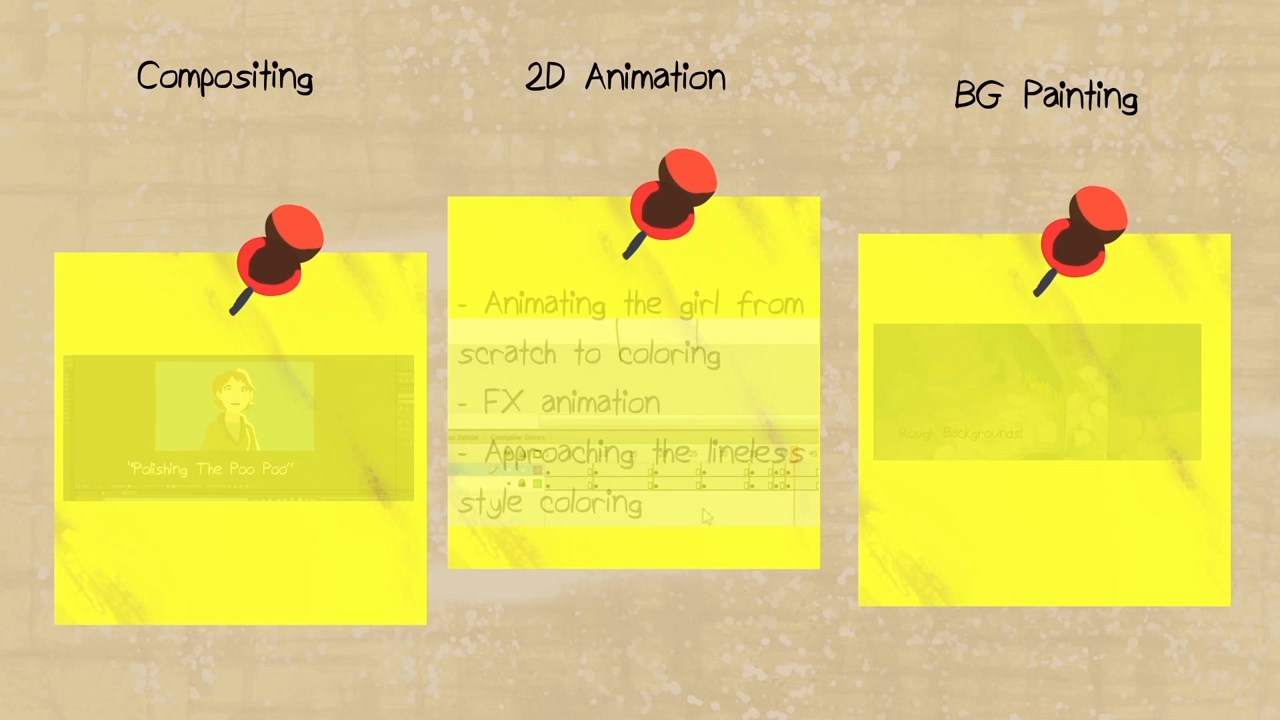 Compositing
2D Animation
BG Painting
"Polishing The Poo Poo"
- Animating the girl from
scratch to coloring
- FX animation
- Approaching the lineless
style coloring
Rough Backgrounds!